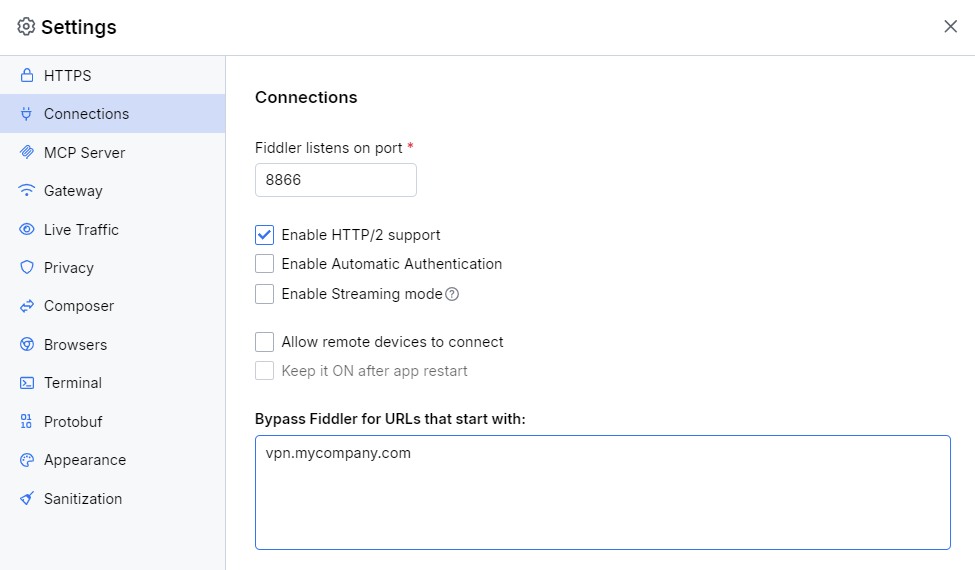 Settings
HTTPS
Connections
MCP Server
Gateway
Live Traffic
Privacy
Composer
Browsers
Terminal
Protobuf
Appearance
Sanitization
Connections
Fiddler listens on port *
8866
Enable HTTP/2 support
Enable Automatic Authentication
Enable Streaming mode ?
Allow remote devices to connect
Keep it ON after app restart
Bypass Fiddler for URLs that start with:
vpn.mycompany.com